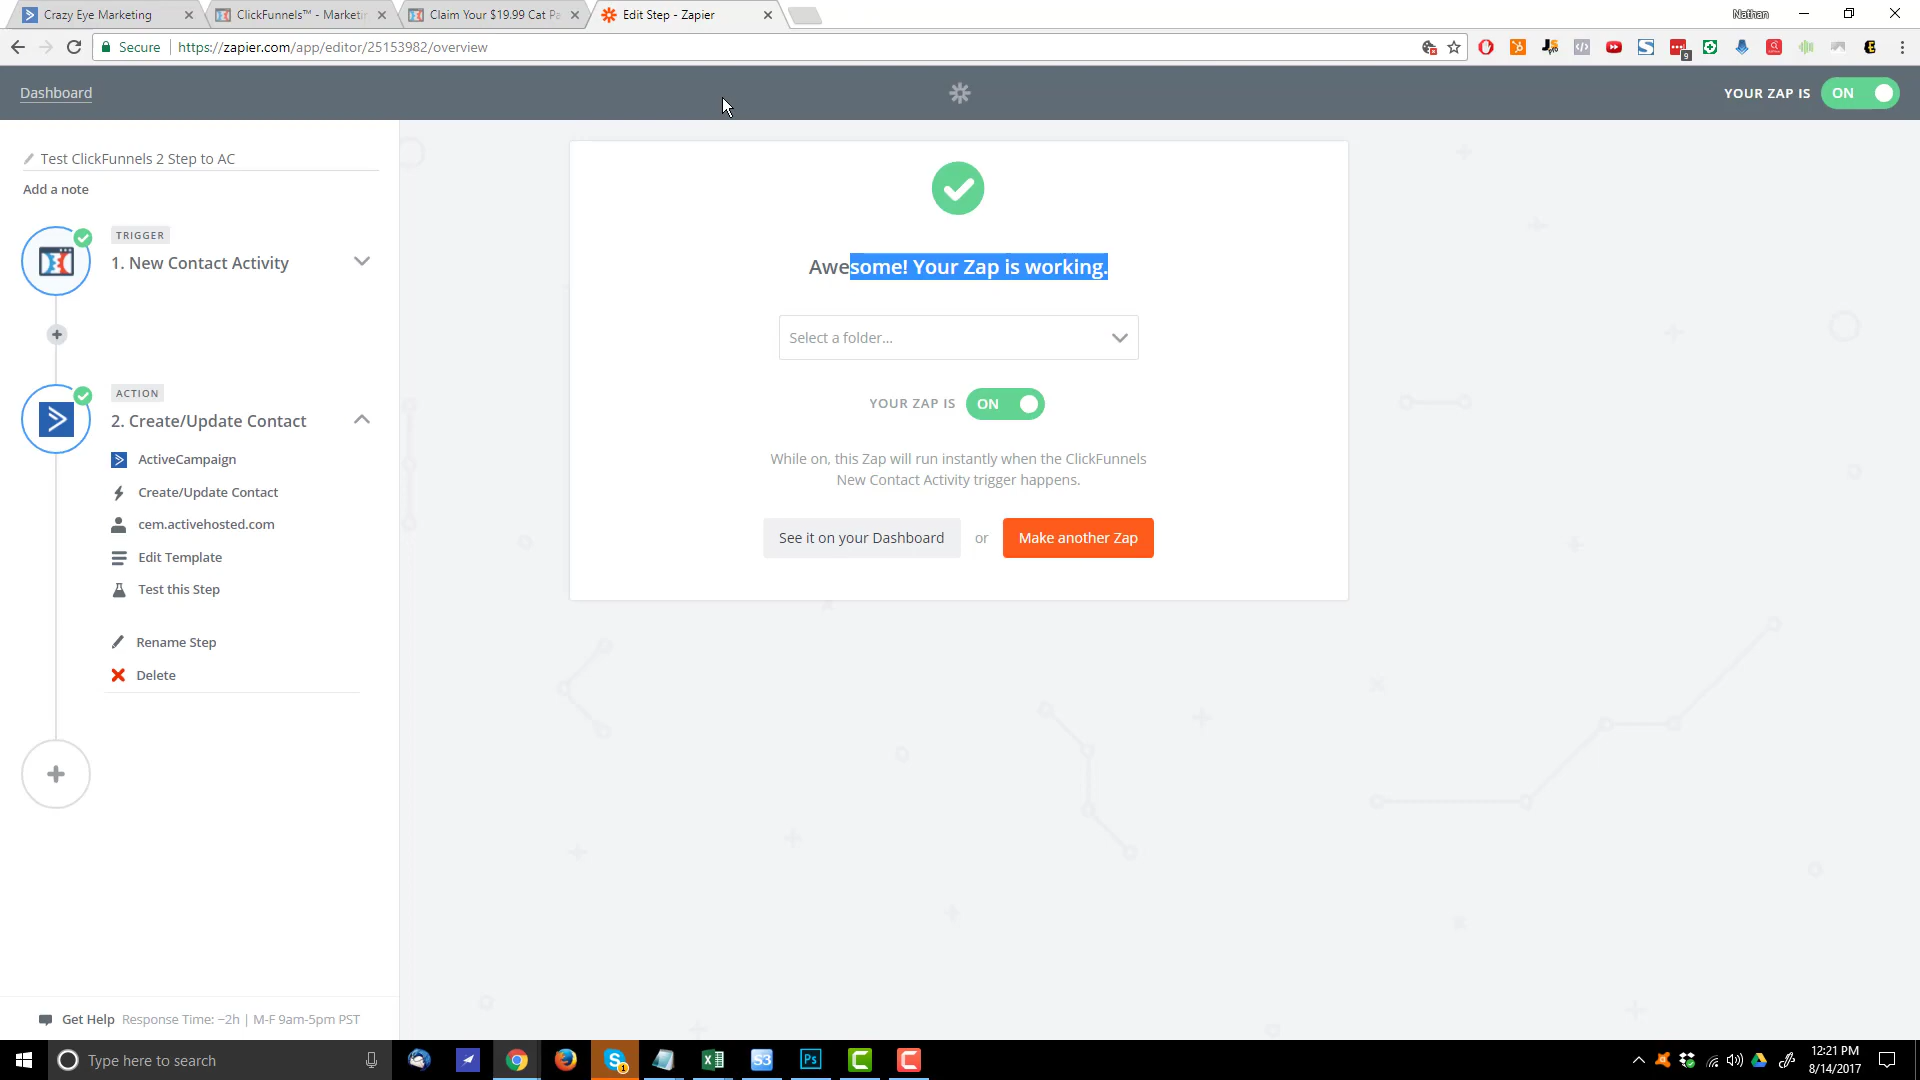 Crazy Eye Marketing
ClickFunnels™ - Marketin
Claim Your $19.99 Cat Pa
Edit Step - Zapier
Nathan
Secure
https://zapier.com/app/editor/25153982/overview
9
Dashboard
YOUR ZAP IS ON
Test ClickFunnels 2 Step to AC
Add a note
TRIGGER
1. New Contact Activity
ACTION
2. Create/Update Contact
ActiveCampaign
Create/Update Contact
cem.activehosted.com
Edit Template
Test this Step
Rename Step
Delete
Awesome! Your Zap is working.
Select a folder...
YOUR ZAP IS ON
While on, this Zap will run instantly when the ClickFunnels
New Contact Activity trigger happens.
See it on your Dashboard or Make another Zap
Get Help Response Time: ~2h | M-F 9am-5pm PST
Type here to search
S 1
S3
Ps
12:21 PM
8/14/2017